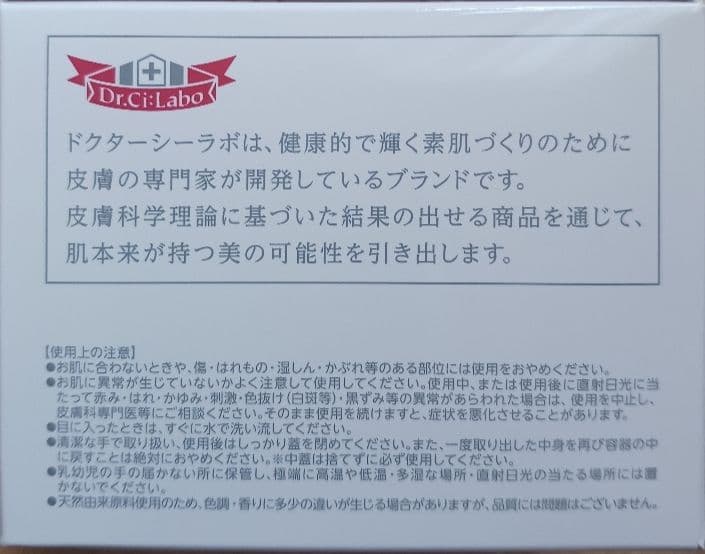 Dr.Ci:Labo
ドクターシーラボは、健康的で輝く素肌づくりのために
皮膚の専門家が開発しているブランドです。
皮膚科学理論に基づいた結果の出せる商品を通じて、
肌本来が持つ美の可能性を引き出します。
【使用上の注意】
●お肌に合わないときや、傷・はれもの・湿しん・かぶれ等のある部位には使用をおやめください。
●お肌に異常が生じていないかよく注意して使用してください。使用中、または使用後に直射日光に当
たって赤み・はれ・かゆみ・刺激・色抜け(白斑等)・黒ずみ等の異常があらわれた場合は、使用を中止し、
皮膚科専門医等にご相談ください。そのまま使用を続けますと、症状を悪化させることがあります。
●目に入ったときは、すぐに水で洗い流してください。
●清潔な手で取り扱い、使用後はしっかり蓋を閉めてください。また、一度取り出した中身を再び容器の中
に戻すことは絶対におやめください。※中蓋は捨てずに必ず使用してください。
●乳幼児の手の届かない所に保管し、極端に高温や低温・多湿な場所・直射日光の当たる場所には置
かないでください。
●天然由来原料使用のため、色調・香りに多少の違いが生じる場合がありますが、品質には問題はございません。